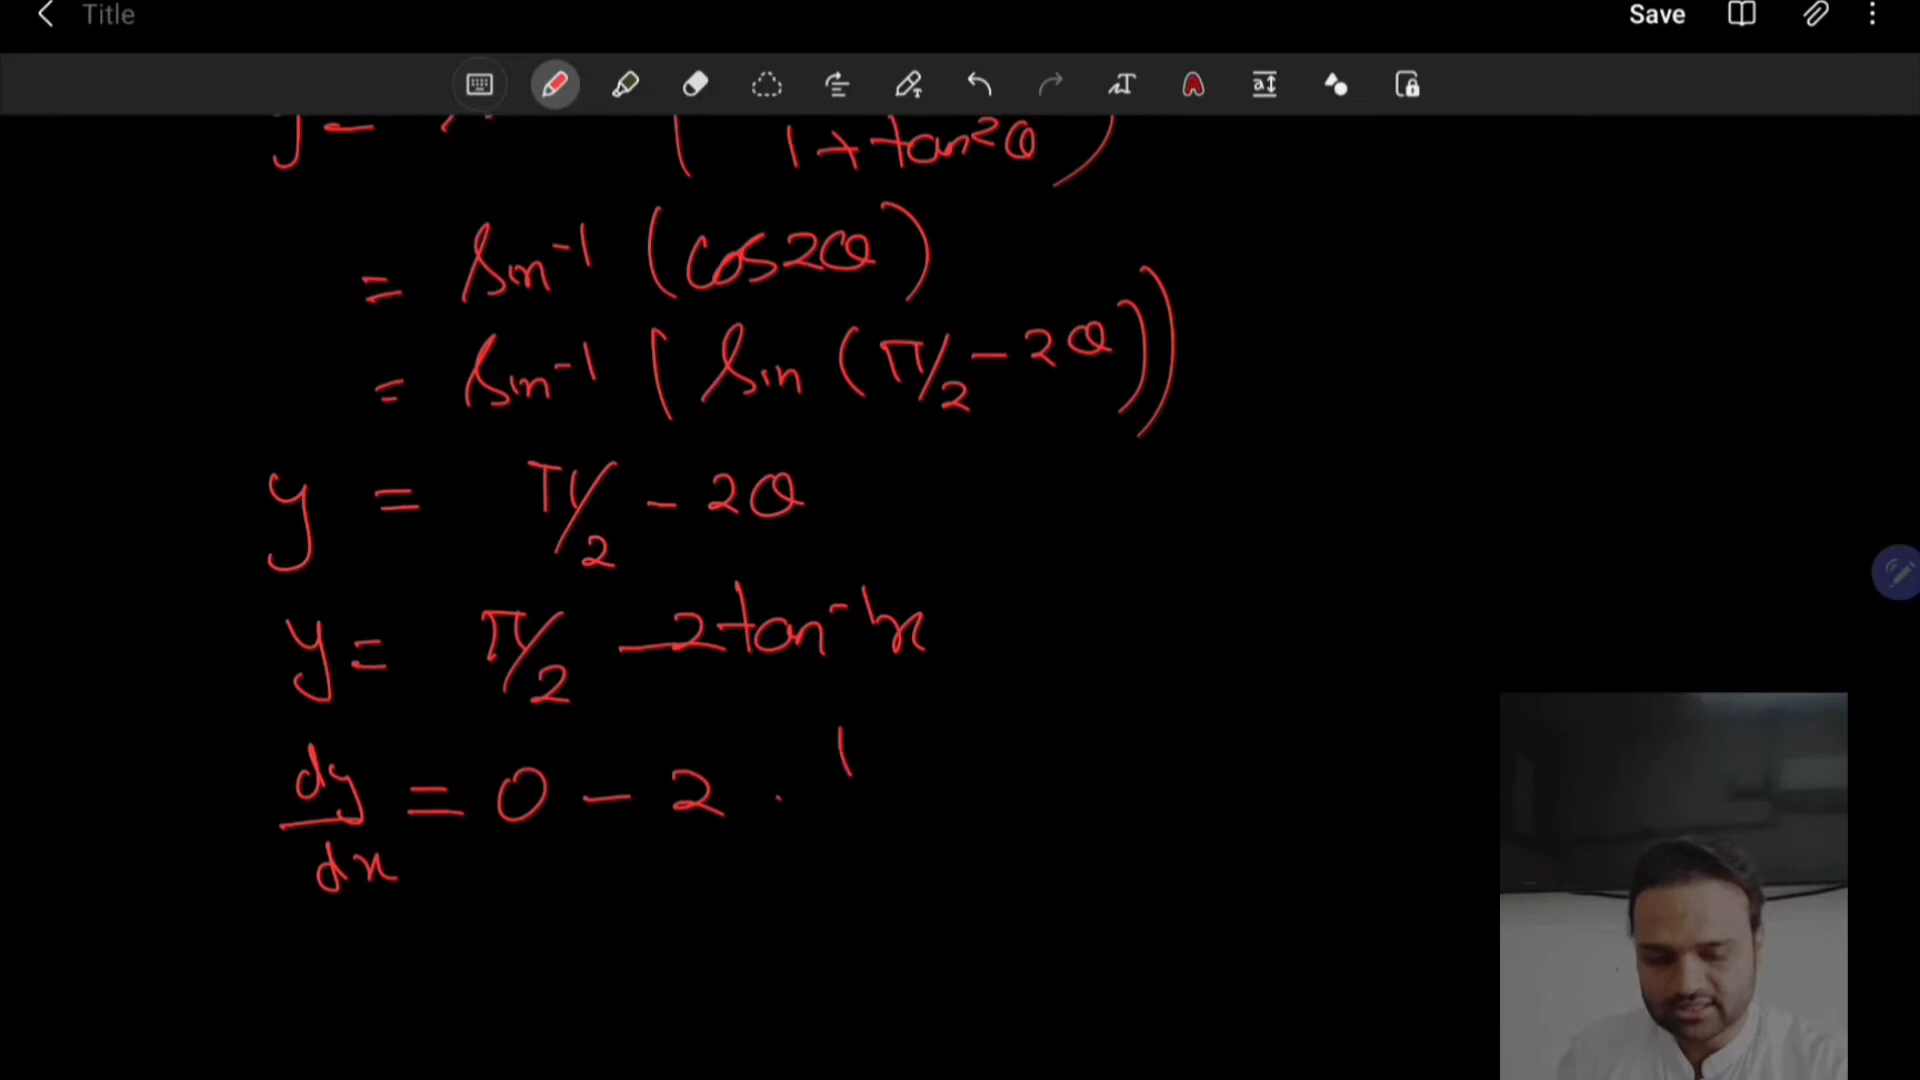 Title
Save
y =
( 1 + tan²θ )
= sin⁻¹ (cos2θ)
= sin⁻¹ ( sin (π/2 - 2θ))
y = π/2 - 2θ
y = π/2 - 2tan⁻¹x
dy/dx = 0 - 2 . 1